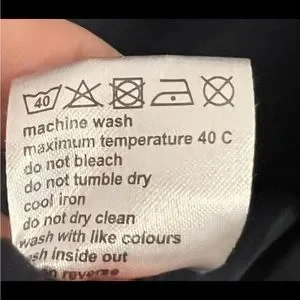 40
machine wash
maximum temperature 40 C
do not bleach
do not tumble dry
cool iron
do not dry clean
wash with like colours
inside out
reverse